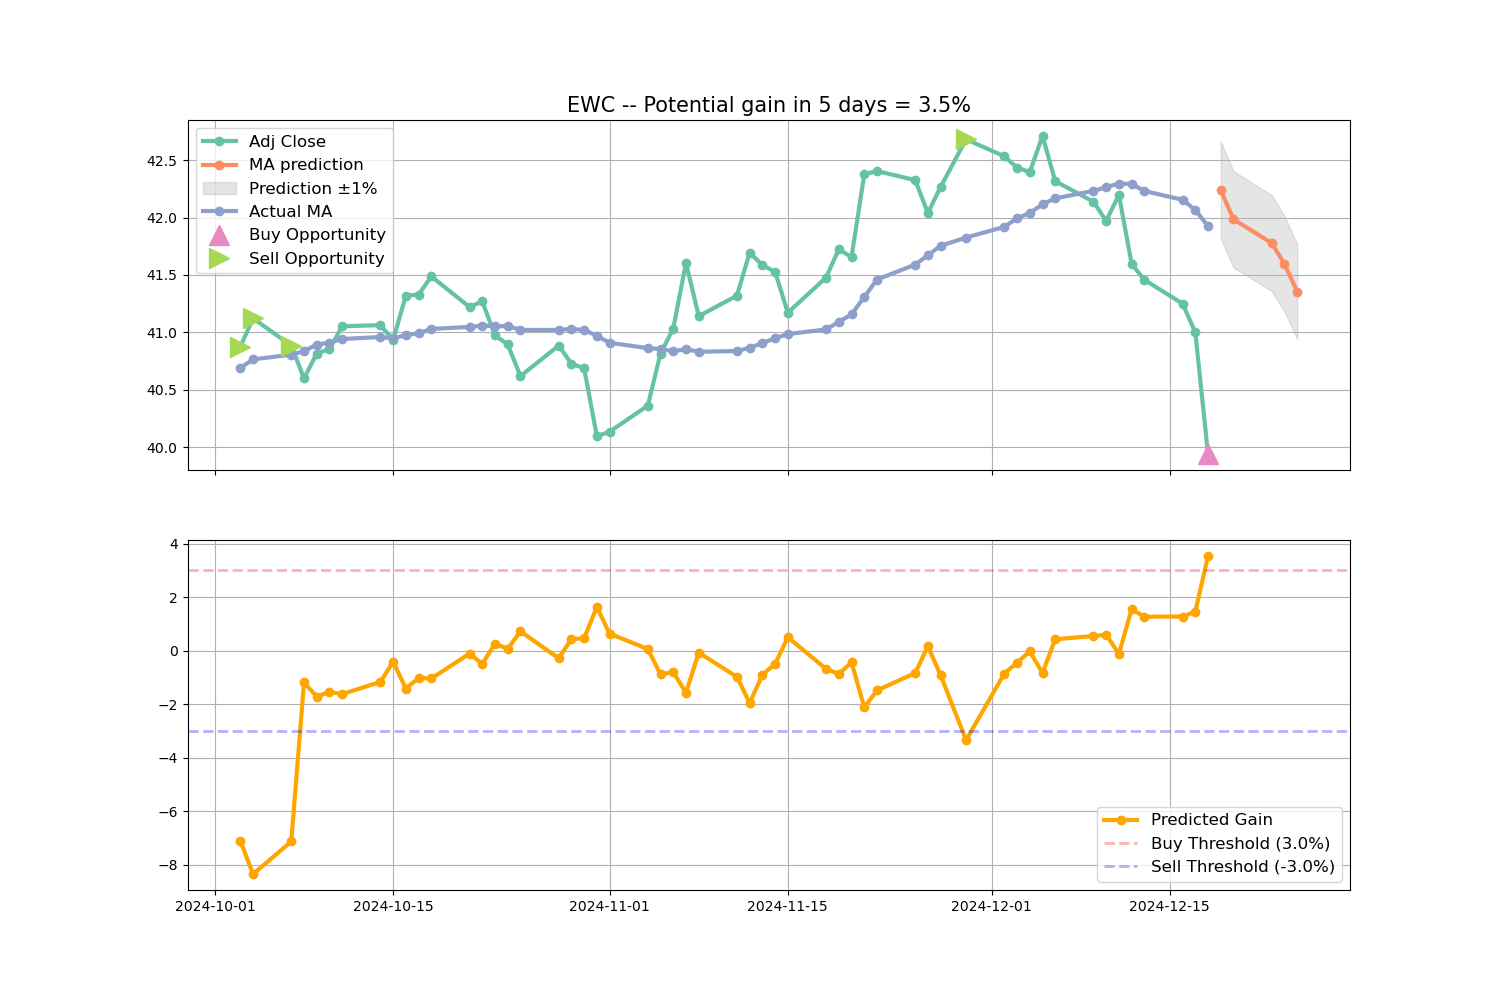 EWC -- Potential gain in 5 days = 3.5%
Adj Close
MA prediction
Prediction ±1%
Actual MA
Buy Opportunity
Sell Opportunity
42.5
42.0
41.5
41.0
40.5
40.0
4
2
0
−2
−4
−6
−8
Predicted Gain
Buy Threshold (3.0%)
Sell Threshold (-3.0%)
2024-10-01 2024-10-15 2024-11-01 2024-11-15 2024-12-01 2024-12-15